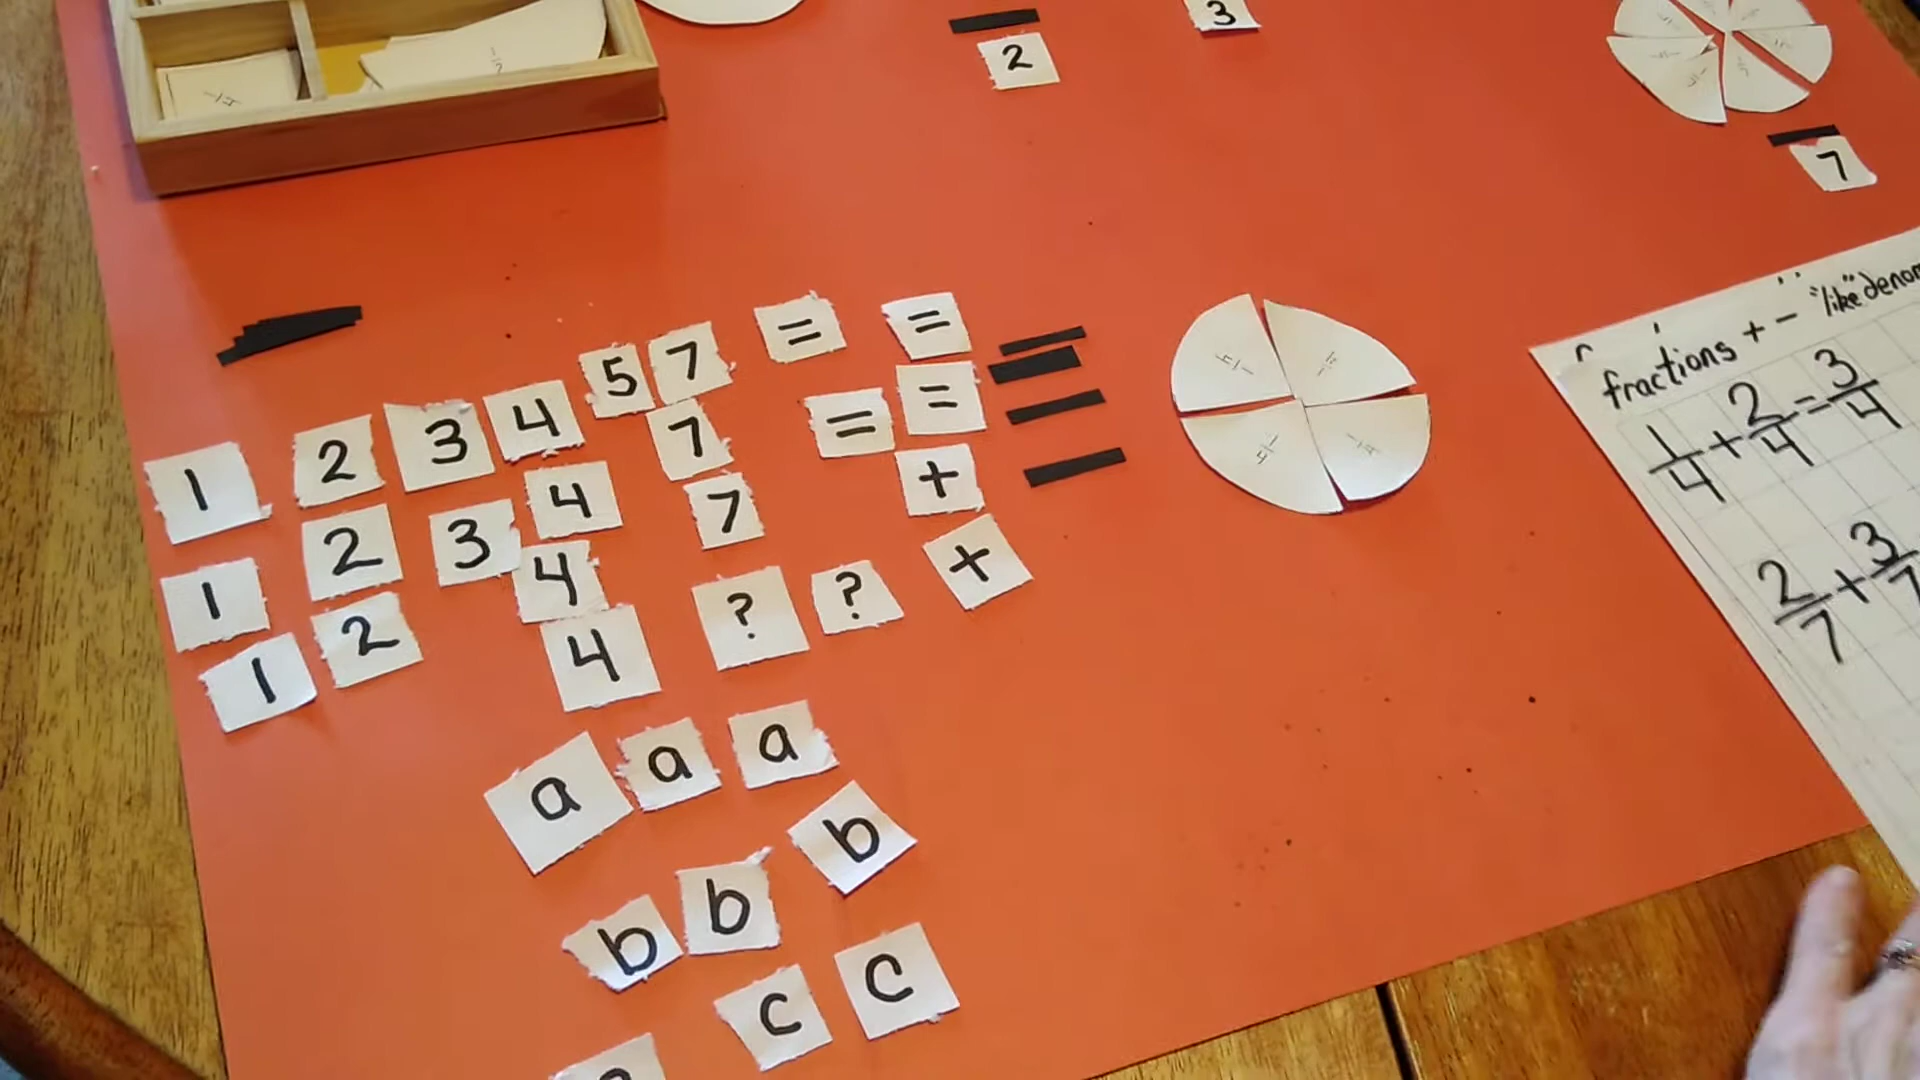 2
3
7
5 7 = =
1 2 3 4 7 = =
1 2 3 4 7 +
4 ? ? +
1 2 4
a a a
b
b b
c c
fractions + - "like"
1/4 + 2/4 = 3/4
2/7 + 3/7